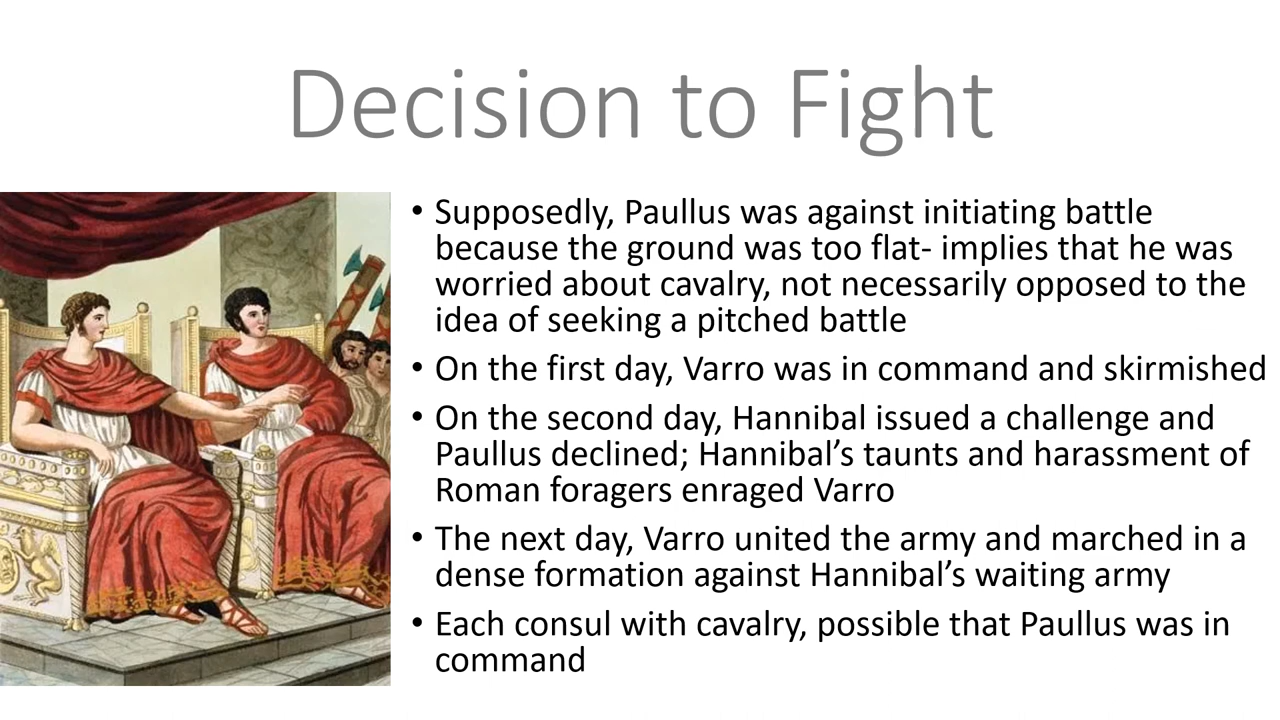 Decision to Fight
• Supposedly, Paullus was against initiating battle
because the ground was too flat- implies that he was
worried about cavalry, not necessarily opposed to the
idea of seeking a pitched battle
• On the first day, Varro was in command and skirmished
• On the second day, Hannibal issued a challenge and
Paullus declined; Hannibal’s taunts and harassment of
Roman foragers enraged Varro
• The next day, Varro united the army and marched in a
dense formation against Hannibal’s waiting army
• Each consul with cavalry, possible that Paullus was in
command